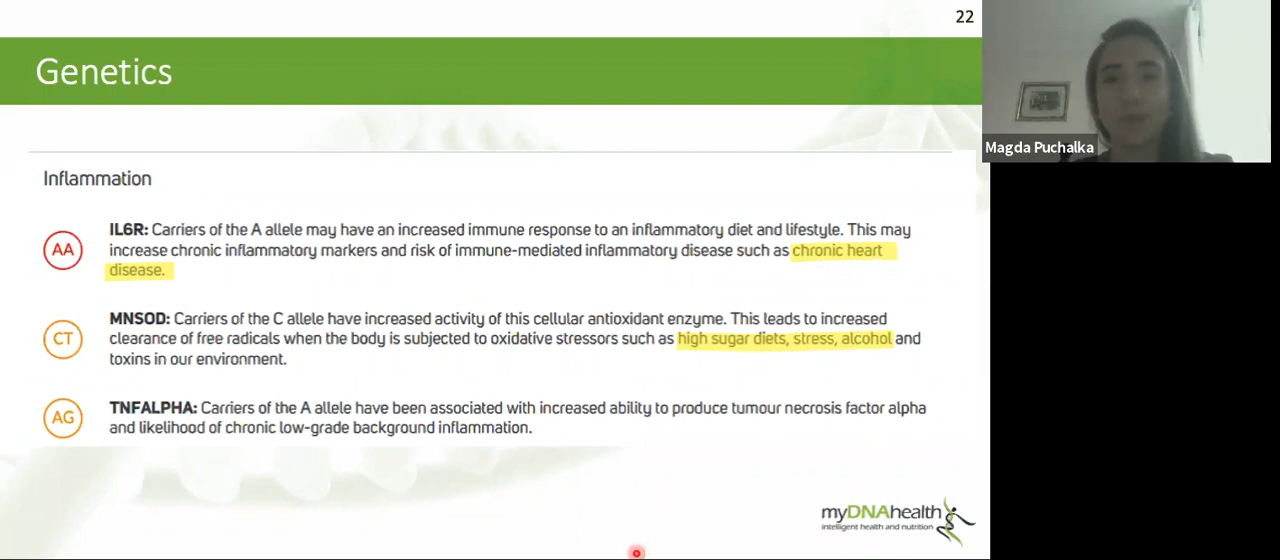 22
Genetics
Magda Puchalka
Inflammation
AA
IL6R: Carriers of the A allele may have an increased immune response to an inflammatory diet and lifestyle. This may
increase chronic inflammatory markers and risk of immune-mediated inflammatory disease such as chronic heart
disease.
CT
MNSOD: Carriers of the C allele have increased activity of this cellular antioxidant enzyme. This leads to increased
clearance of free radicals when the body is subjected to oxidative stressors such as high sugar diets, stress, alcohol and
toxins in our environment.
AG
TNFALPHA: Carriers of the A allele have been associated with increased ability to produce tumour necrosis factor alpha
and likelihood of chronic low-grade background inflammation.
myDNAhealth
intelligent health and nutrition